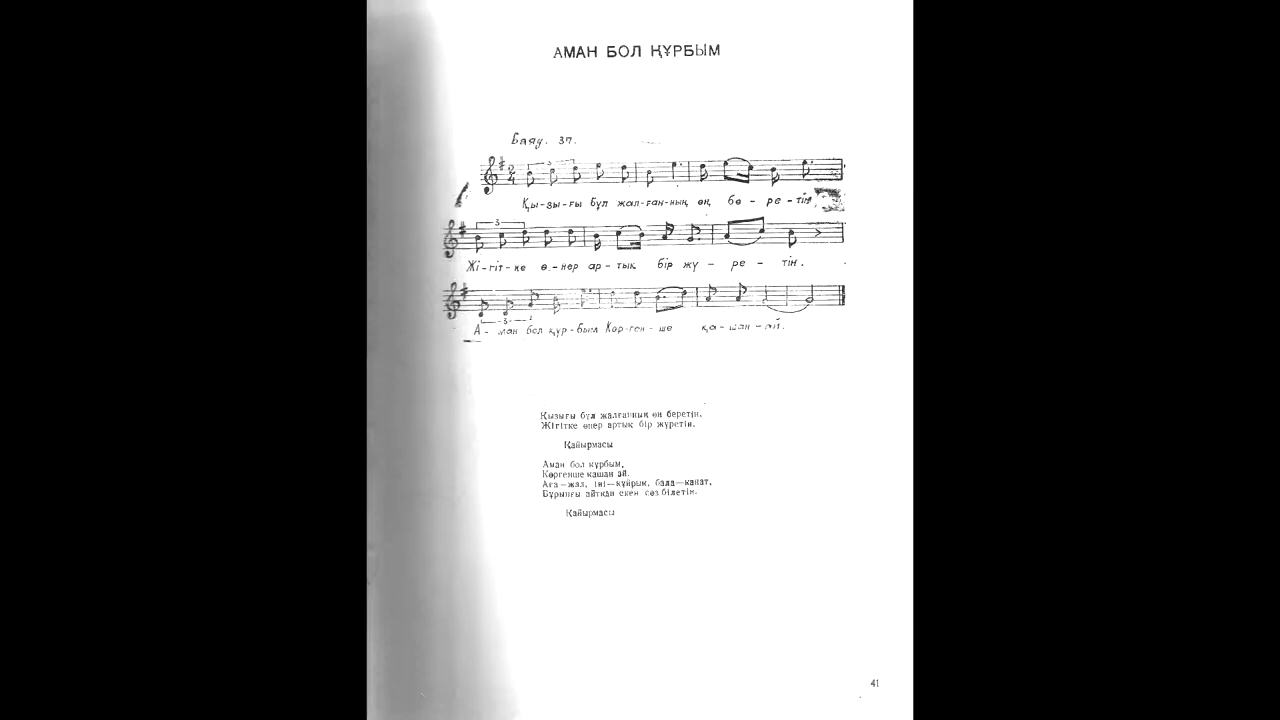 АМАН БОЛ ҚҰРБЫМ
Баяу. 37.
Қы-зы-ғы бұл жал-ған-ның өң бе - ре - тін
Жі-гіт-ке ө-нер ар-тық бір жү - ре - тін.
А - ман бол құр-бым Көр-ген - ше қа - шан - ай.
Қызығы бұл жалғанның өң беретін,
Жігітке өнер артық бір жүретін.
Қайырмасы
Аман бол құрбым,
Көргенше қашан ай.
Аға—жал, іні—құйрық, бала—қанат,
Бұрынғы айтқан екен сөз білетін.
Қайырмасы
41